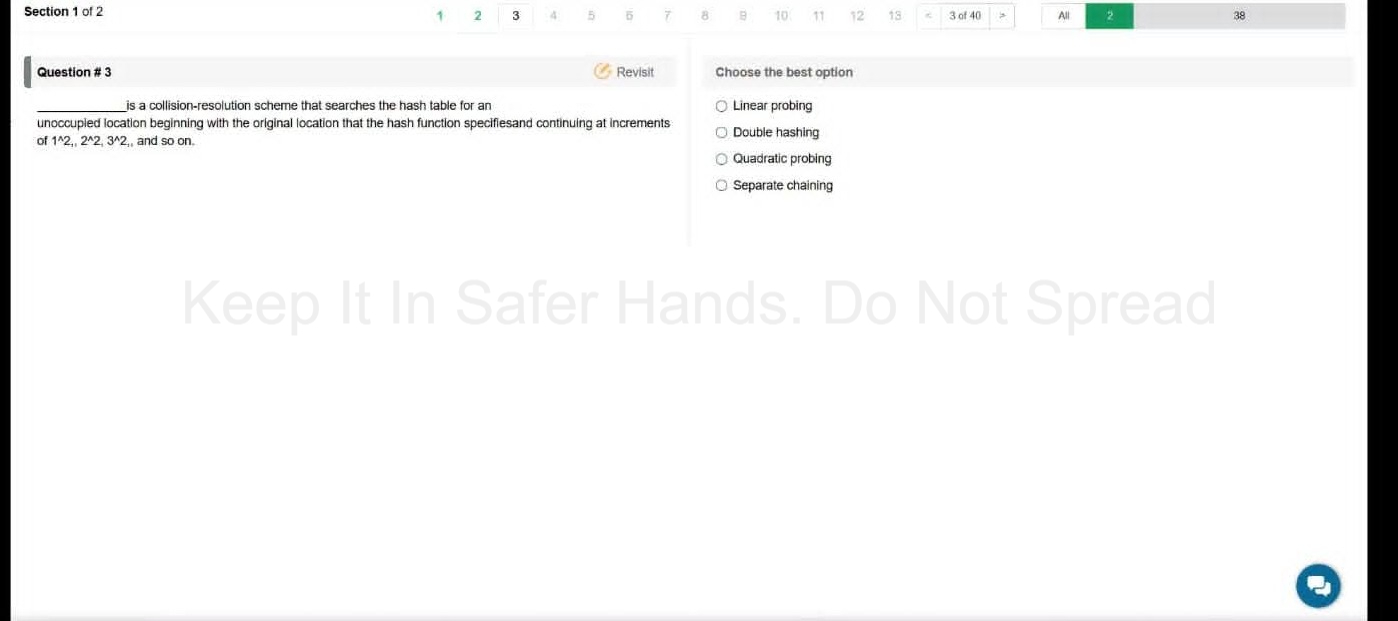 Section 1 of 2
1 2 3 4 5 6 7 8 9 10 11 12 13 < 3 of 40 > All 2 38
Question # 3
Revisit
____________is a collision-resolution scheme that searches the hash table for an
unoccupied location beginning with the original location that the hash function specifiesand continuing at increments
of 1^2,, 2^2, 3^2,, and so on.
Choose the best option
Linear probing
Double hashing
Quadratic probing
Separate chaining
Keep It In Safer Hands. Do Not Spread